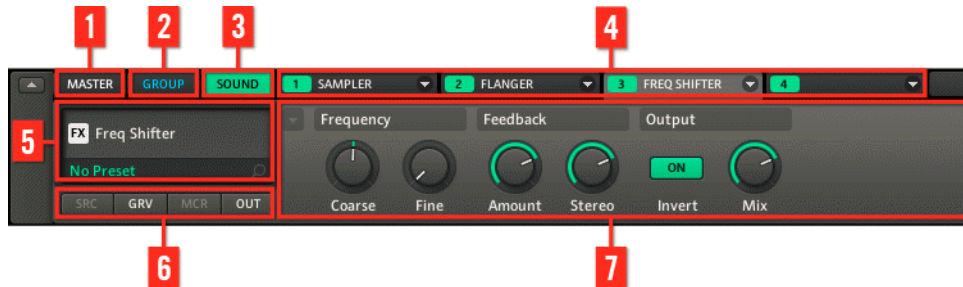 1 2 3 4
MASTER GROUP SOUND 1 SAMPLER 2 FLANGER 3 FREQ SHIFTER 4
5 FX Freq Shifter
No Preset
Frequency Feedback Output
ON
Coarse Fine Amount Stereo Invert Mix
SRC GRV MCR OUT
6 7